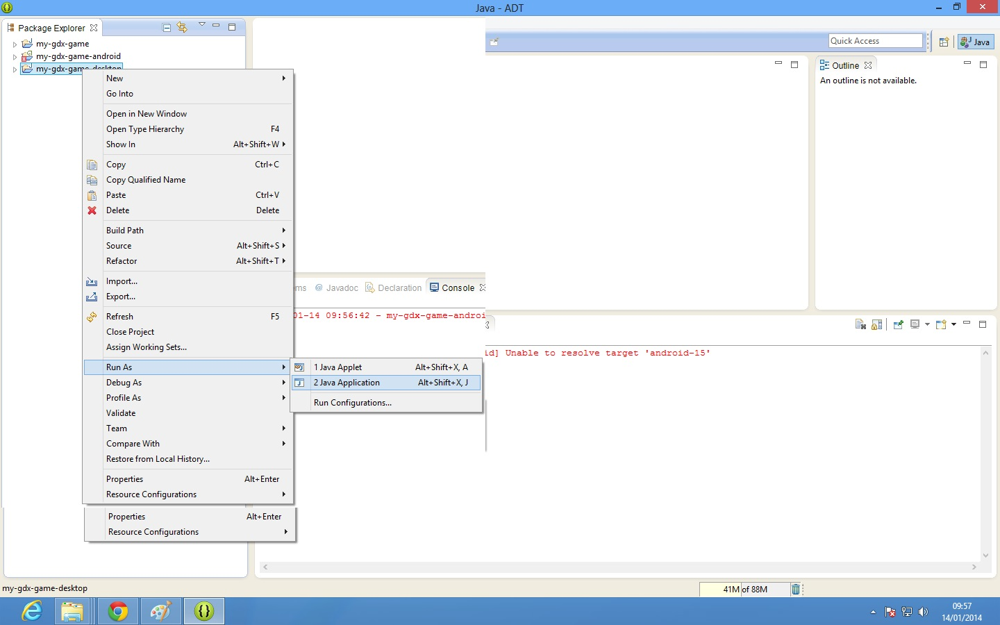 Java - ADT
Package Explorer
my-gdx-game
my-gdx-game-android
my-gdx-game-desktop
New
Go Into
Open in New Window
Open Type Hierarchy F4
Show In Alt+Shift+W
Copy Ctrl+C
Copy Qualified Name
Paste Ctrl+V
Delete Delete
Build Path
Source Alt+Shift+S
Refactor Alt+Shift+T
Import...
Export...
Refresh F5
Close Project
Assign Working Sets...
Run As
Debug As
Profile As
Validate
Team
Compare With
Restore from Local History...
Properties Alt+Enter
Resource Configurations
Properties Alt+Enter
Resource Configurations
1 Java Applet Alt+Shift+X, A
2 Java Application Alt+Shift+X, J
Run Configurations...
Quick Access
Java
Outline
An outline is not available.
ms @ Javadoc Declaration Console
01-14 09:56:42 - my-gdx-game-androi
id] Unable to resolve target 'android-15'
my-gdx-game-desktop
41M of 88M
09:57
14/01/2014